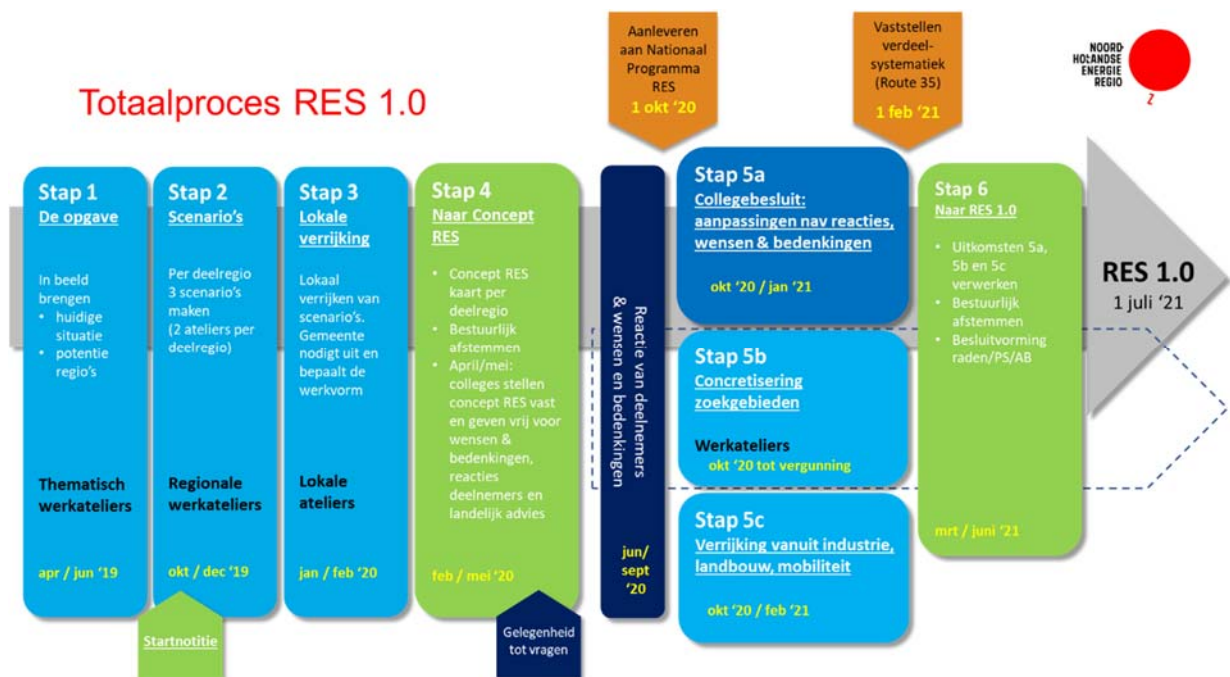 Totaalproces RES 1.0
Aanleveren
aan Nationaal
Programma
RES
1 okt '20
Vaststellen
verdeel-
systematiek
(Route 35)
1 feb '21
NOORD
HOLLANDSE
ENERGIE
REGIO
Z
Stap 1
De opgave
In beeld
brengen
• huidige
situatie
• potentie
regio's
Thematisch
werkateliers
apr / jun '19
Stap 2
Scenario's
Per deelregio
3 scenario's
maken
(2 ateliers per
deelregio)
Regionale
werkateliers
okt / dec '19
Startnotitie
Stap 3
Lokale
verrijking
Lokaal
verrijken van
scenario's.
Gemeente
nodigt uit en
bepaalt de
werkvorm
Lokale
ateliers
jan / feb '20
Stap 4
Naar Concept
RES
• Concept RES
kaart per
deelregio
• Bestuurlijk
afstemmen
• April/mei:
colleges stellen
concept RES vast
en geven vrij voor
wensen &
bedenkingen,
reacties
deelnemers en
landelijk advies
feb / mei '20
Gelegenheid
tot vragen
Reactie van deelnemers
& wensen en bedenkingen
jun/
sept
'20
Stap 5a
Collegebesluit:
aanpassingen nav reacties,
wensen & bedenkingen
okt '20 / jan '21
Stap 5b
Concretisering
zoekgebieden
Werkateliers
okt '20 tot vergunning
Stap 5c
Verrijking vanuit industrie,
landbouw, mobiliteit
okt '20 / feb '21
Stap 6
Naar RES 1.0
• Uitkomsten 5a,
5b en 5c
verwerken
• Bestuurlijk
afstemmen
• Besluitvorming
raden/PS/AB
mrt / juni '21
RES 1.0
1 juli '21